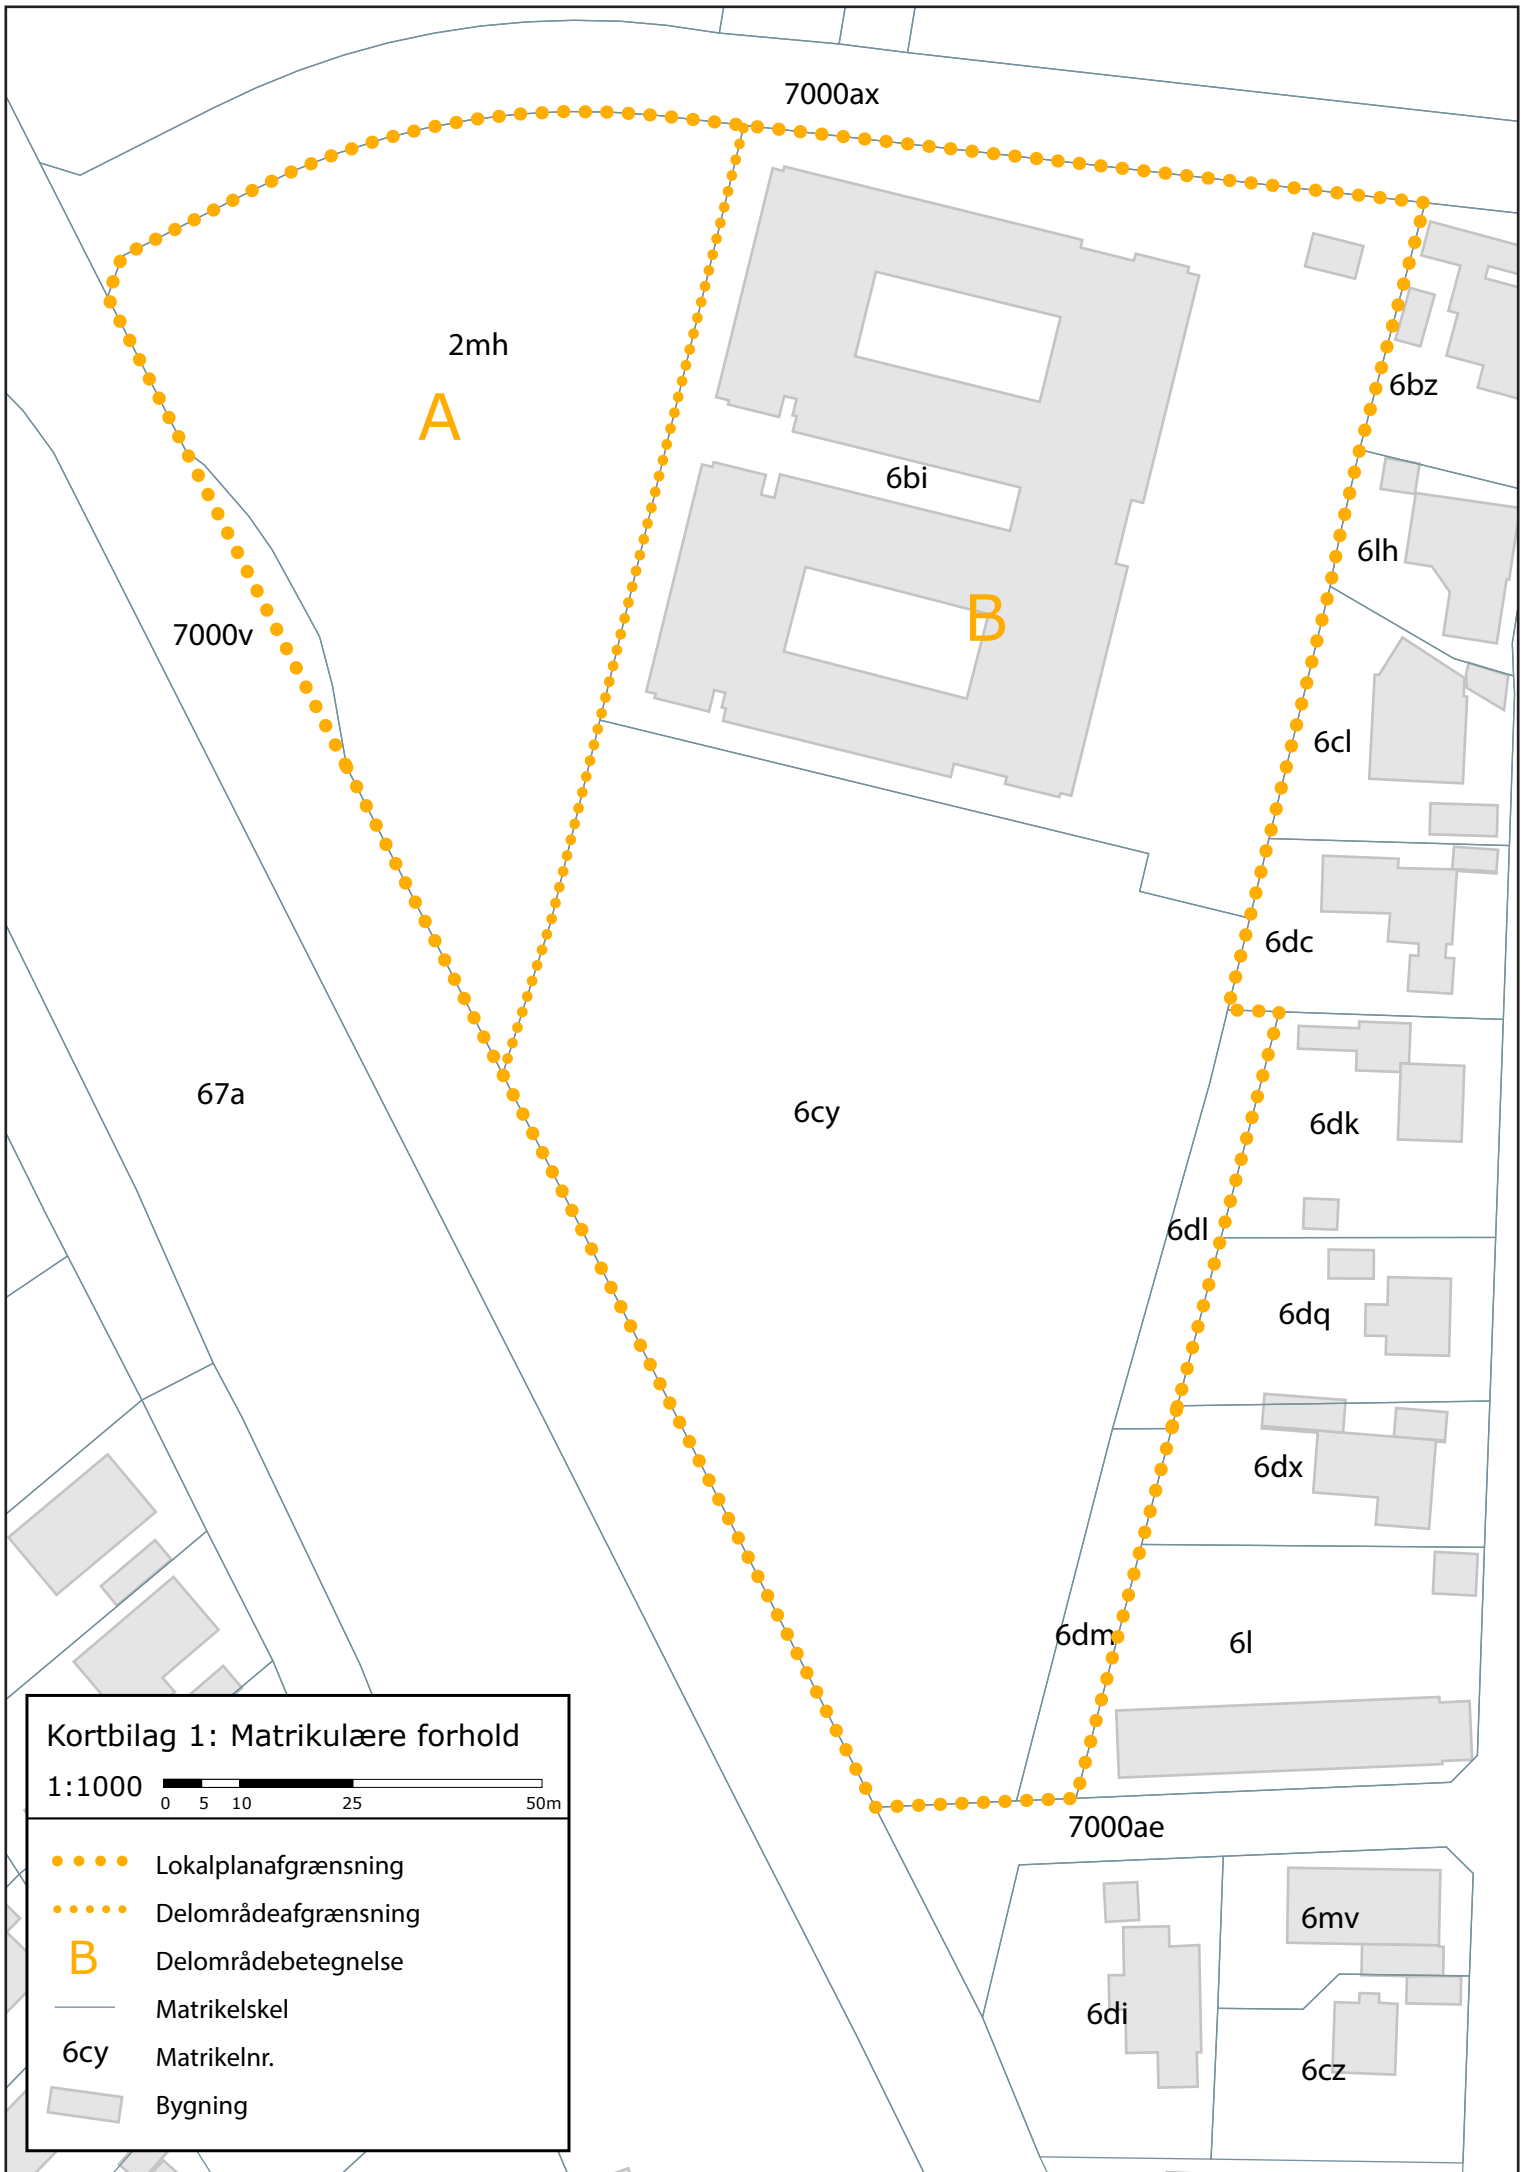 7000ax
2mh
A
6bz
6bi
6lh
B
7000v
6cl
6dc
67a
6cy
6dk
6dl
6dq
6dx
6dm
6l
Kortbilag 1: Matrikulære forhold
1:1000
0 5 10 25 50m
7000ae
Lokalplanafgrænsning
Delområdeafgrænsning
B Delområdebetegnelse
Matrikelskel
6cy Matrikelnr.
Bygning
6mv
6di
6cz